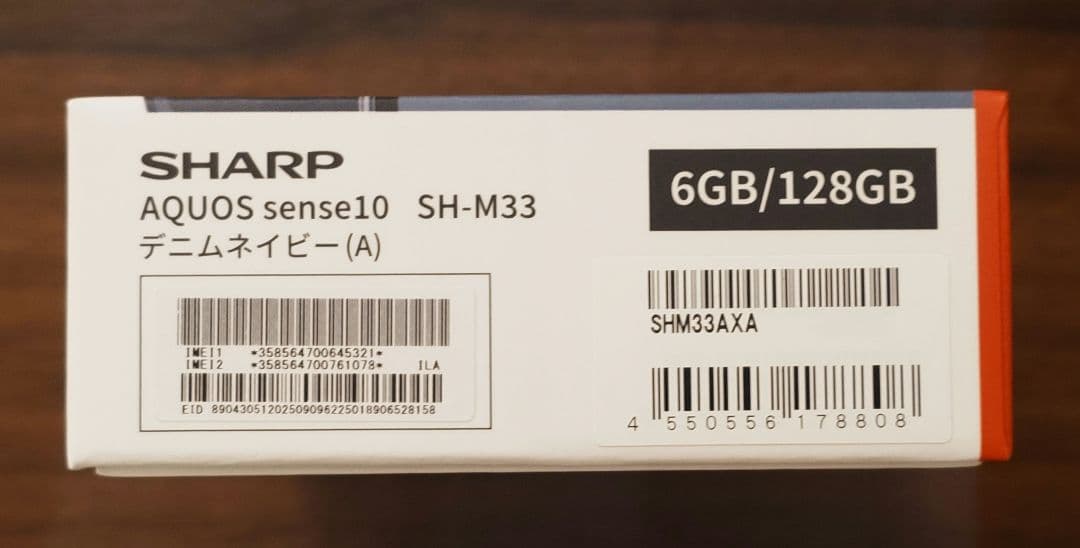 SHARP
AQUOS sense10 SH-M33
デニムネイビー(A)
6GB/128GB
IMEI1 *358564700645321*
IMEI2 *358564700761078* ILA
EID 89043051202509096225018906528158
SHM33AXA
4 550556 178808